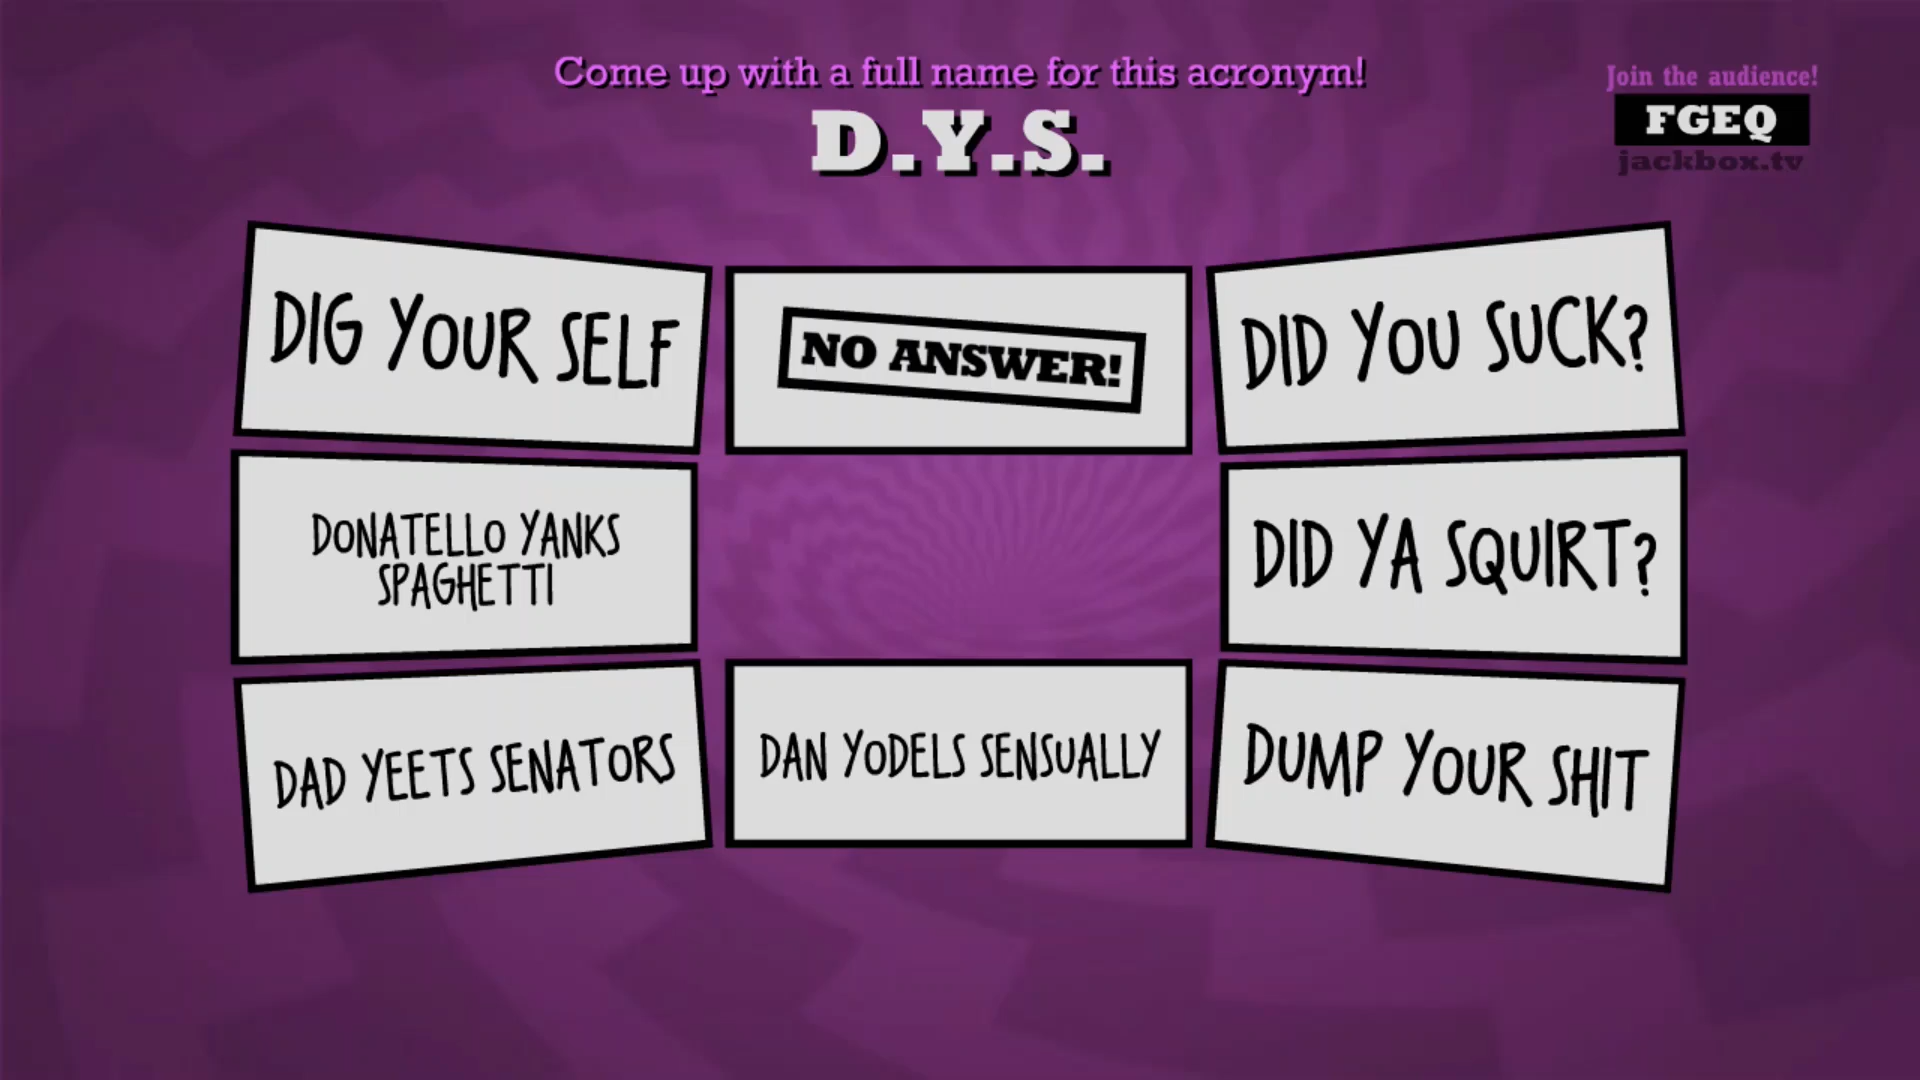 Come up with a full name for this acronym!
D.Y.S.
Join the audience!
FGEQ
jackbox.tv
DIG YOUR SELF
NO ANSWER!
DID YOU SUCK?
DONATELLO YANKS
SPAGHETTI
DID YA SQUIRT?
DAD YEETS SENATORS
DAN YODELS SENSUALLY
DUMP YOUR SHIT